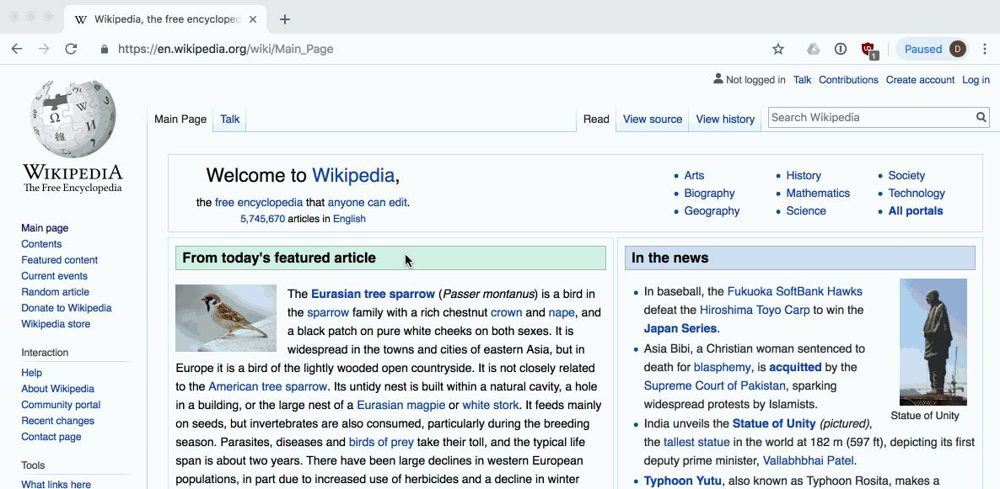 Wikipedia, the free encycloped
https://en.wikipedia.org/wiki/Main_Page
1
Paused
D
Not logged in Talk Contributions Create account Log in
Ω W 維 И 7
WIKIPEDIA
The Free Encyclopedia
Main Page Talk Read View source View history Search Wikipedia
Main page
Contents
Featured content
Current events
Random article
Donate to Wikipedia
Wikipedia store
Interaction
Help
About Wikipedia
Community portal
Recent changes
Contact page
Tools
What links here
Welcome to Wikipedia,
the free encyclopedia that anyone can edit.
5,745,670 articles in English
• Arts
• Biography
• Geography
• History
• Mathematics
• Science
• Society
• Technology
• All portals
From today's featured article
The Eurasian tree sparrow (Passer montanus) is a bird in
the sparrow family with a rich chestnut crown and nape, and
a black patch on pure white cheeks on both sexes. It is
widespread in the towns and cities of eastern Asia, but in
Europe it is a bird of the lightly wooded open countryside. It is not closely related
to the American tree sparrow. Its untidy nest is built within a natural cavity, a hole
in a building, or the large nest of a Eurasian magpie or white stork. It feeds mainly
on seeds, but invertebrates are also consumed, particularly during the breeding
season. Parasites, diseases and birds of prey take their toll, and the typical life
span is about two years. There have been large declines in western European
populations, in part due to increased use of herbicides and a decline in winter
In the news
• In baseball, the Fukuoka SoftBank Hawks
defeat the Hiroshima Toyo Carp to win the
Japan Series.
• Asia Bibi, a Christian woman sentenced to
death for blasphemy, is acquitted by the
Supreme Court of Pakistan, sparking
widespread protests by Islamists.
• India unveils the Statue of Unity (pictured),
the tallest statue in the world at 182 m (597 ft), depicting its first
deputy prime minister, Vallabhbhai Patel.
• Typhoon Yutu, also known as Typhoon Rosita, makes a
Statue of Unity